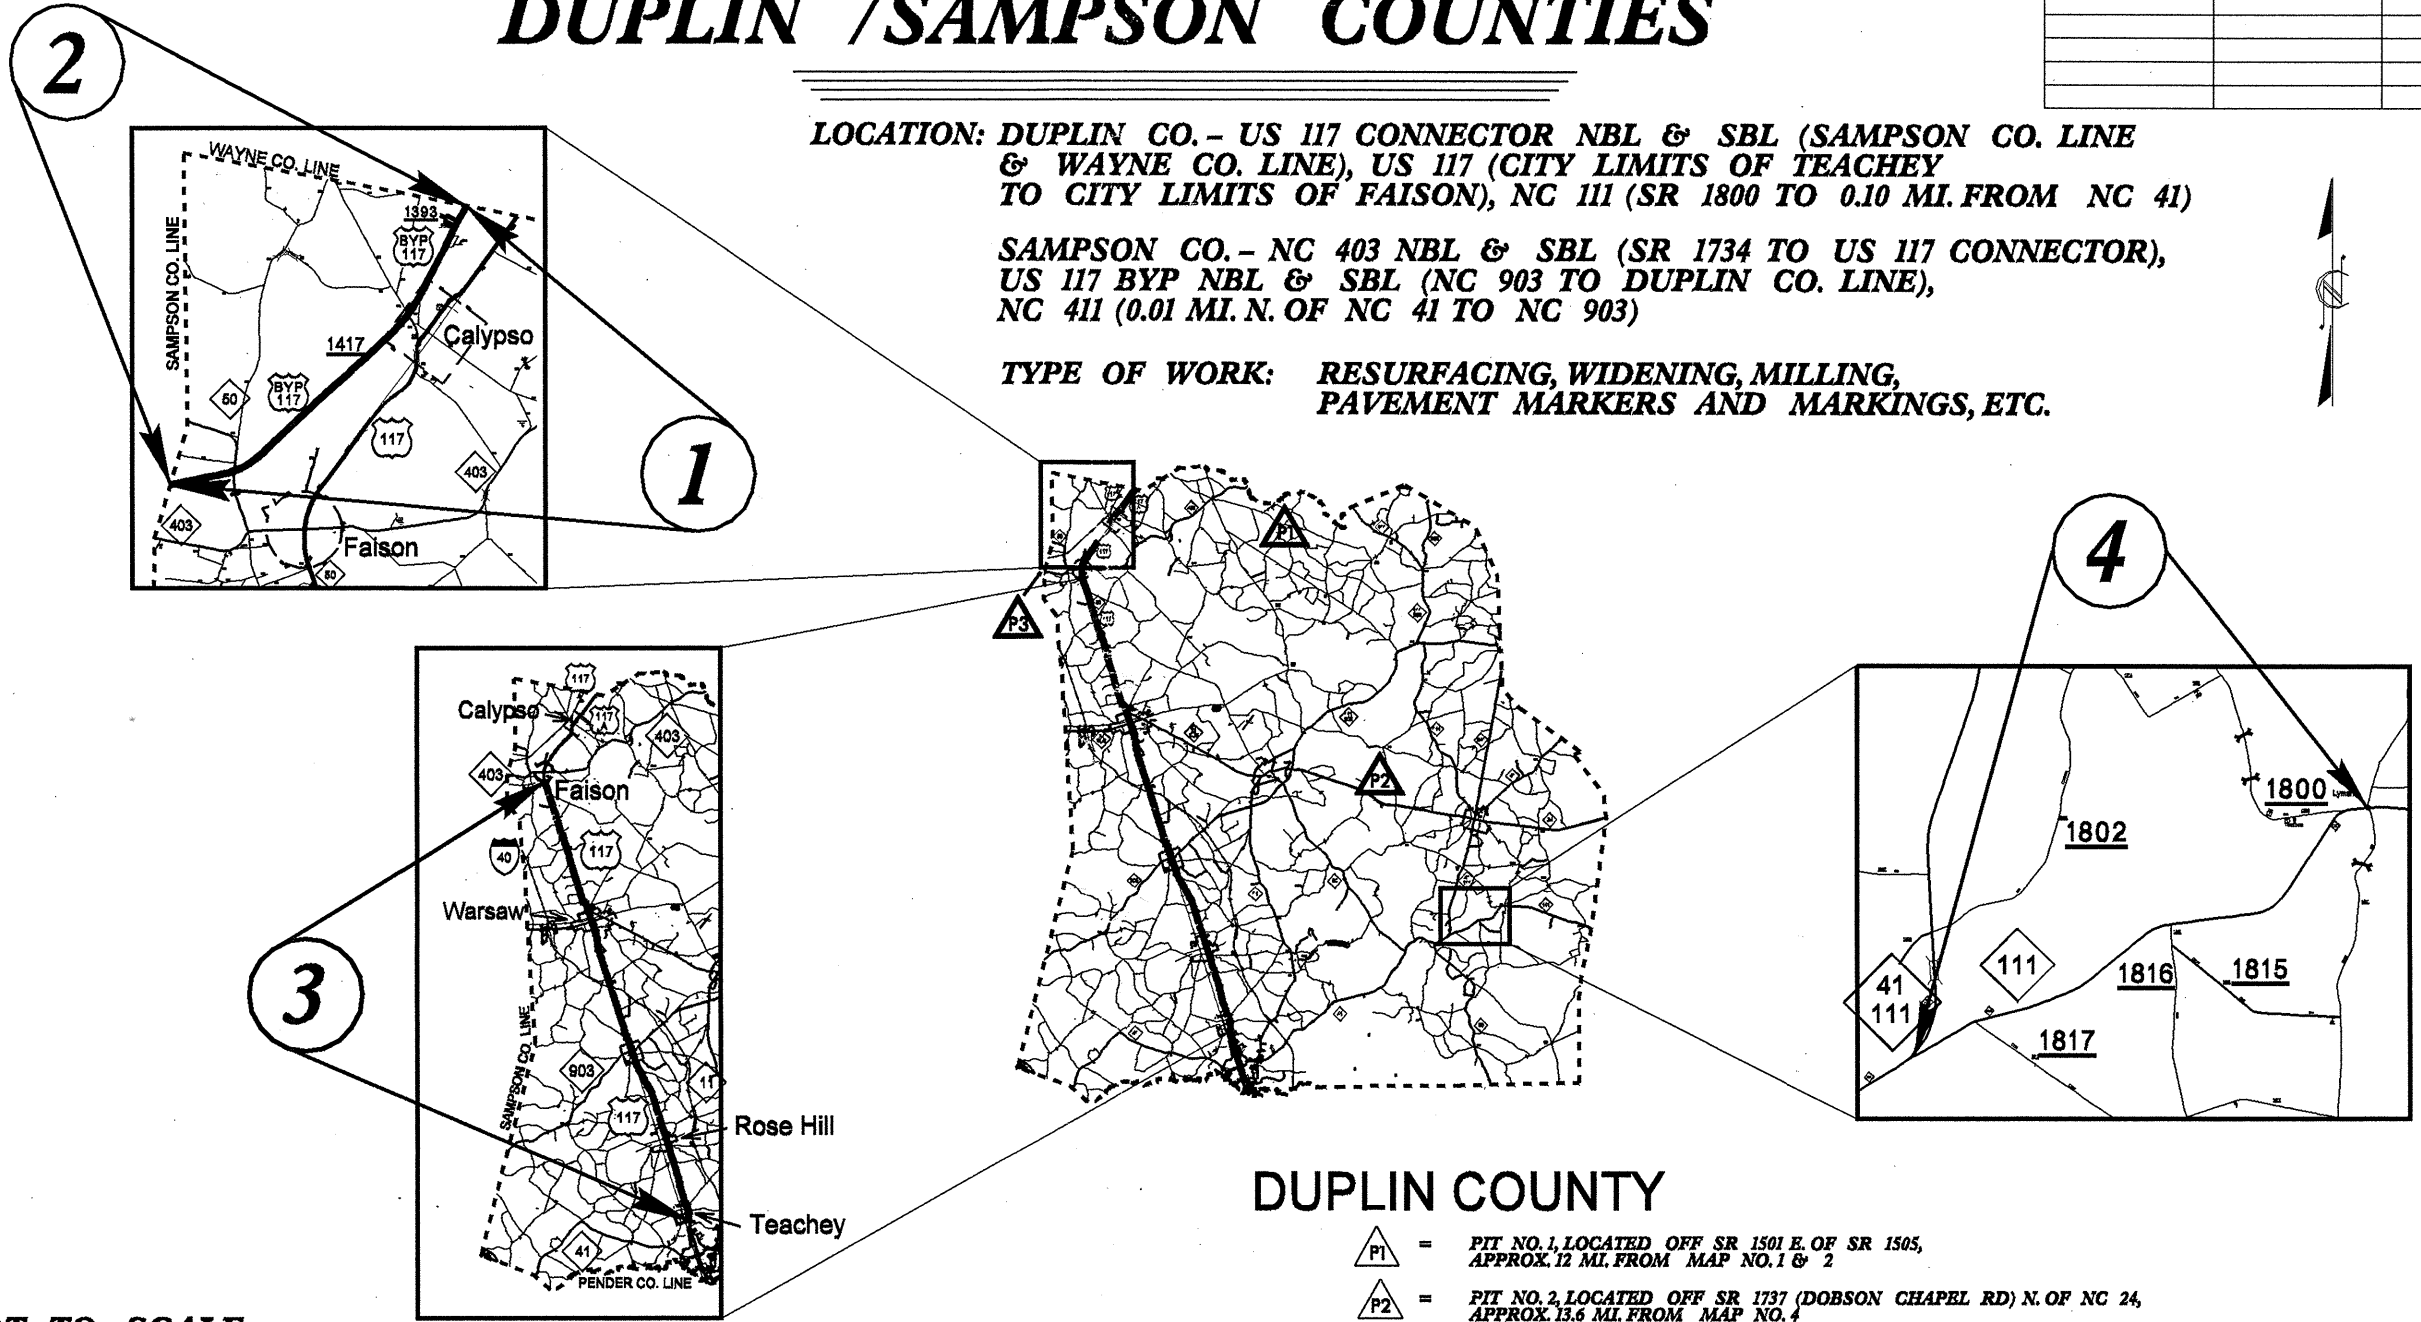 DUPLIN /SAMPSON COUNTIES
LOCATION: DUPLIN CO. - US 117 CONNECTOR NBL & SBL (SAMPSON CO. LINE
& WAYNE CO. LINE), US 117 (CITY LIMITS OF TEACHEY
TO CITY LIMITS OF FAISON), NC 111 (SR 1800 TO 0.10 MI. FROM NC 41)
SAMPSON CO. - NC 403 NBL & SBL (SR 1734 TO US 117 CONNECTOR),
US 117 BYP NBL & SBL (NC 903 TO DUPLIN CO. LINE),
NC 411 (0.01 MI. N. OF NC 41 TO NC 903)
TYPE OF WORK: RESURFACING, WIDENING, MILLING,
PAVEMENT MARKERS AND MARKINGS, ETC.
2
WAYNE CO. LINE
SAMPSON CO. LINE
1393
BYP
117
Calypso
1417
BYP
117
50
117
403
403
Faison
50
1
P1
P3
P2
117
Calypso
117
403
403
Faison
40
117
Warsaw
3
SAMPSON CO. LINE
903
11
117
Rose Hill
Teachey
41
PENDER CO. LINE
4
1800
1802
41
111
111
1816
1815
1817
DUPLIN COUNTY
P1 = PIT NO. 1, LOCATED OFF SR 1501 E. OF SR 1505,
APPROX. 12 MI. FROM MAP NO. 1 & 2
P2 = PIT NO. 2, LOCATED OFF SR 1737 (DOBSON CHAPEL RD) N. OF NC 24,
APPROX. 13.6 MI. FROM MAP NO. 4
TO SCALE